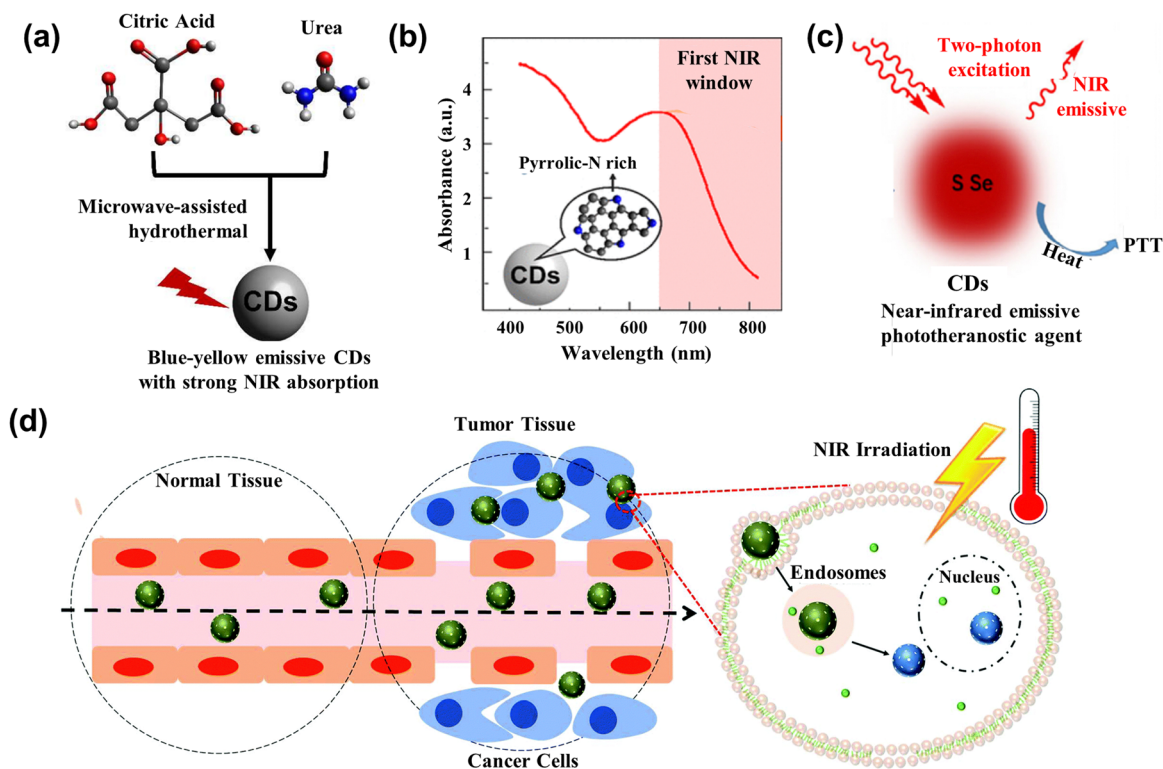 (a)
Citric Acid
Urea
Microwave-assisted
hydrothermal
CDs
Blue-yellow emissive CDs
with strong NIR absorption
(b)
First NIR
window
Pyrrolic-N rich
CDs
Absorbance (a.u.)
4
3
2
1
400
500
600
700
800
Wavelength (nm)
(c)
Two-photon
excitation
NIR
emissive
S Se
Heat
PTT
CDs
Near-infrared emissive
phototheranostic agent
(d)
Normal Tissue
Tumor Tissue
Cancer Cells
NIR Irradiation
Endosomes
Nucleus